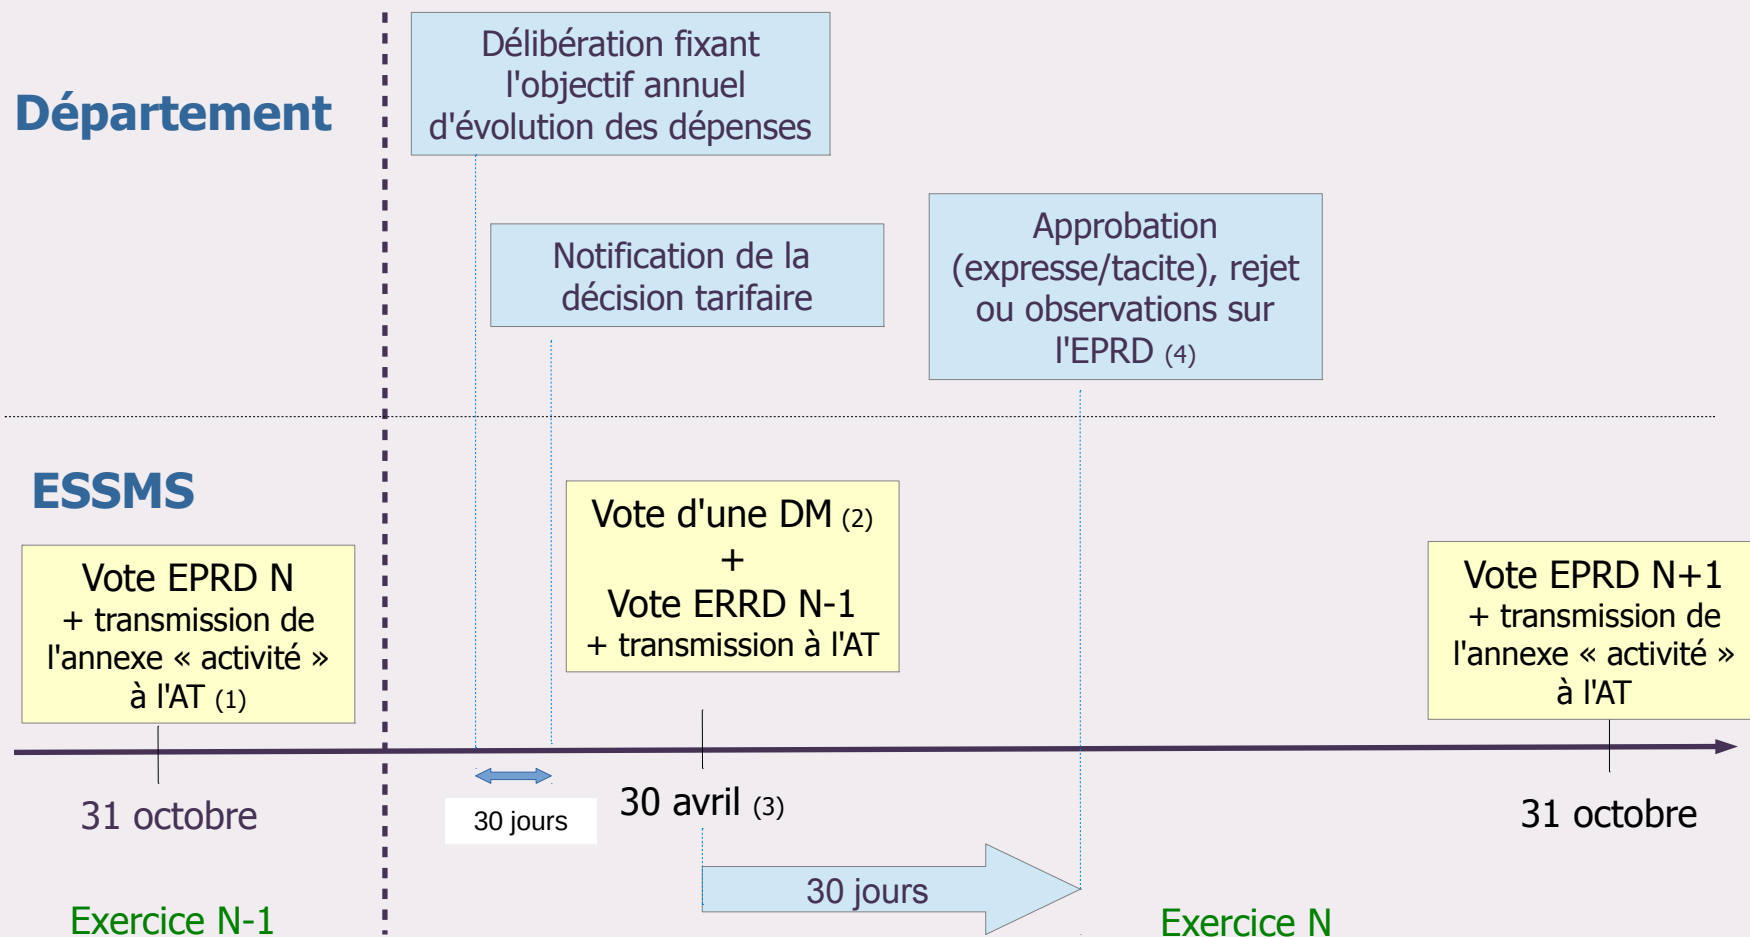 Département
Délibération fixant
l'objectif annuel
d'évolution des dépenses
Notification de la
décision tarifaire
Approbation
(expresse/tacite), rejet
ou observations sur
l'EPRD (4)
ESSMS
Vote EPRD N
+ transmission de
l'annexe « activité »
à l'AT (1)
Vote d'une DM (2)
+
Vote ERRD N-1
+ transmission à l'AT
Vote EPRD N+1
+ transmission de
l'annexe « activité »
à l'AT
31 octobre
30 jours
30 avril (3)
31 octobre
30 jours
Exercice N-1
Exercice N